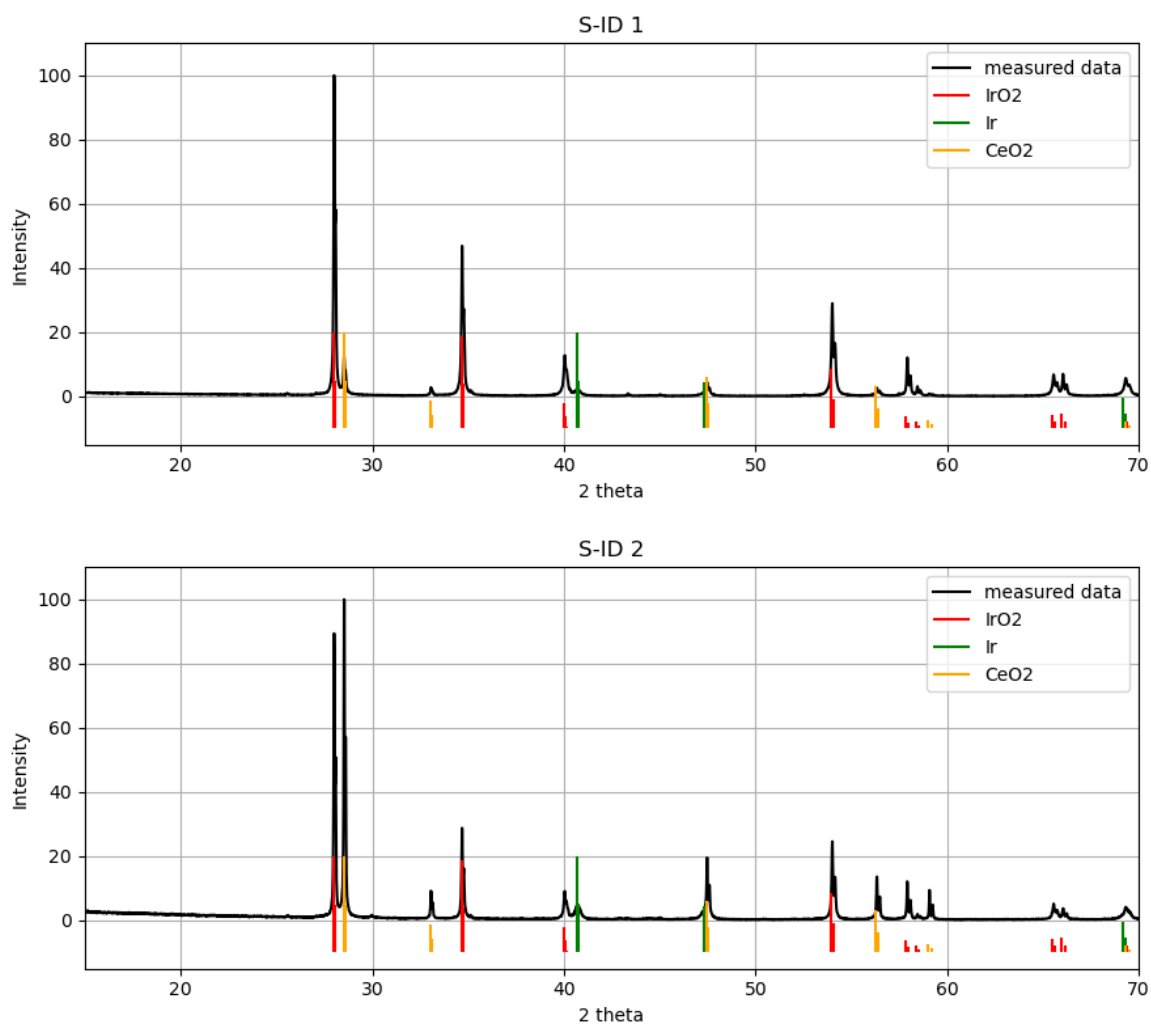 S-ID 1
100
80
60
40
20
0
Intensity
measured data
IrO2
Ir
CeO2
20 30 40 50 60 70
2 theta
S-ID 2
100
80
60
40
20
0
Intensity
measured data
IrO2
Ir
CeO2
20 30 40 50 60 70
2 theta